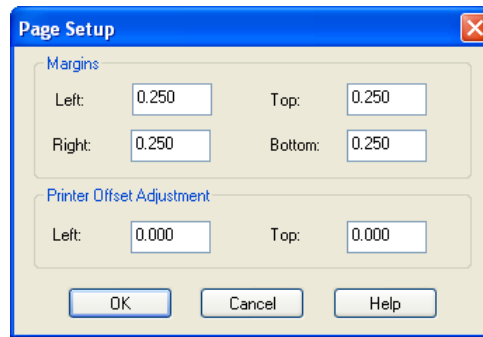 Page Setup
Margins
Left: 0.250 Top: 0.250
Right: 0.250 Bottom: 0.250
Printer Offset Adjustment
Left: 0.000 Top: 0.000
OK Cancel Help